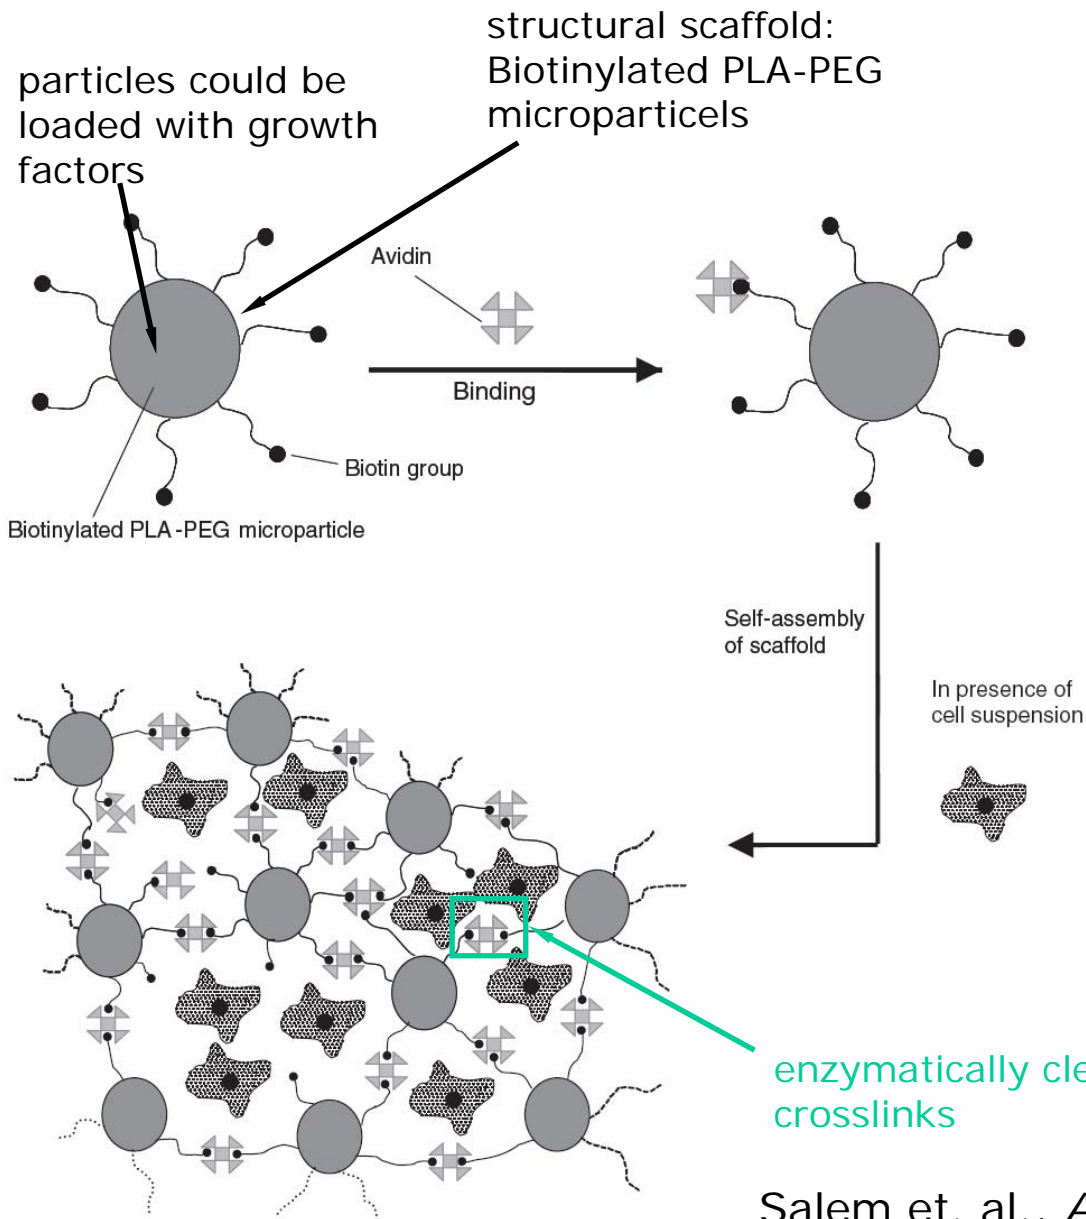 structural scaffold:
Biotinylated PLA-PEG
microparticels
particles could be
loaded with growth
factors
Avidin
Binding
Biotin group
Biotinylated PLA-PEG microparticle
Self-assembly
of scaffold
In presence of
cell suspension
enzymatically cle
crosslinks
Salem et. al., A